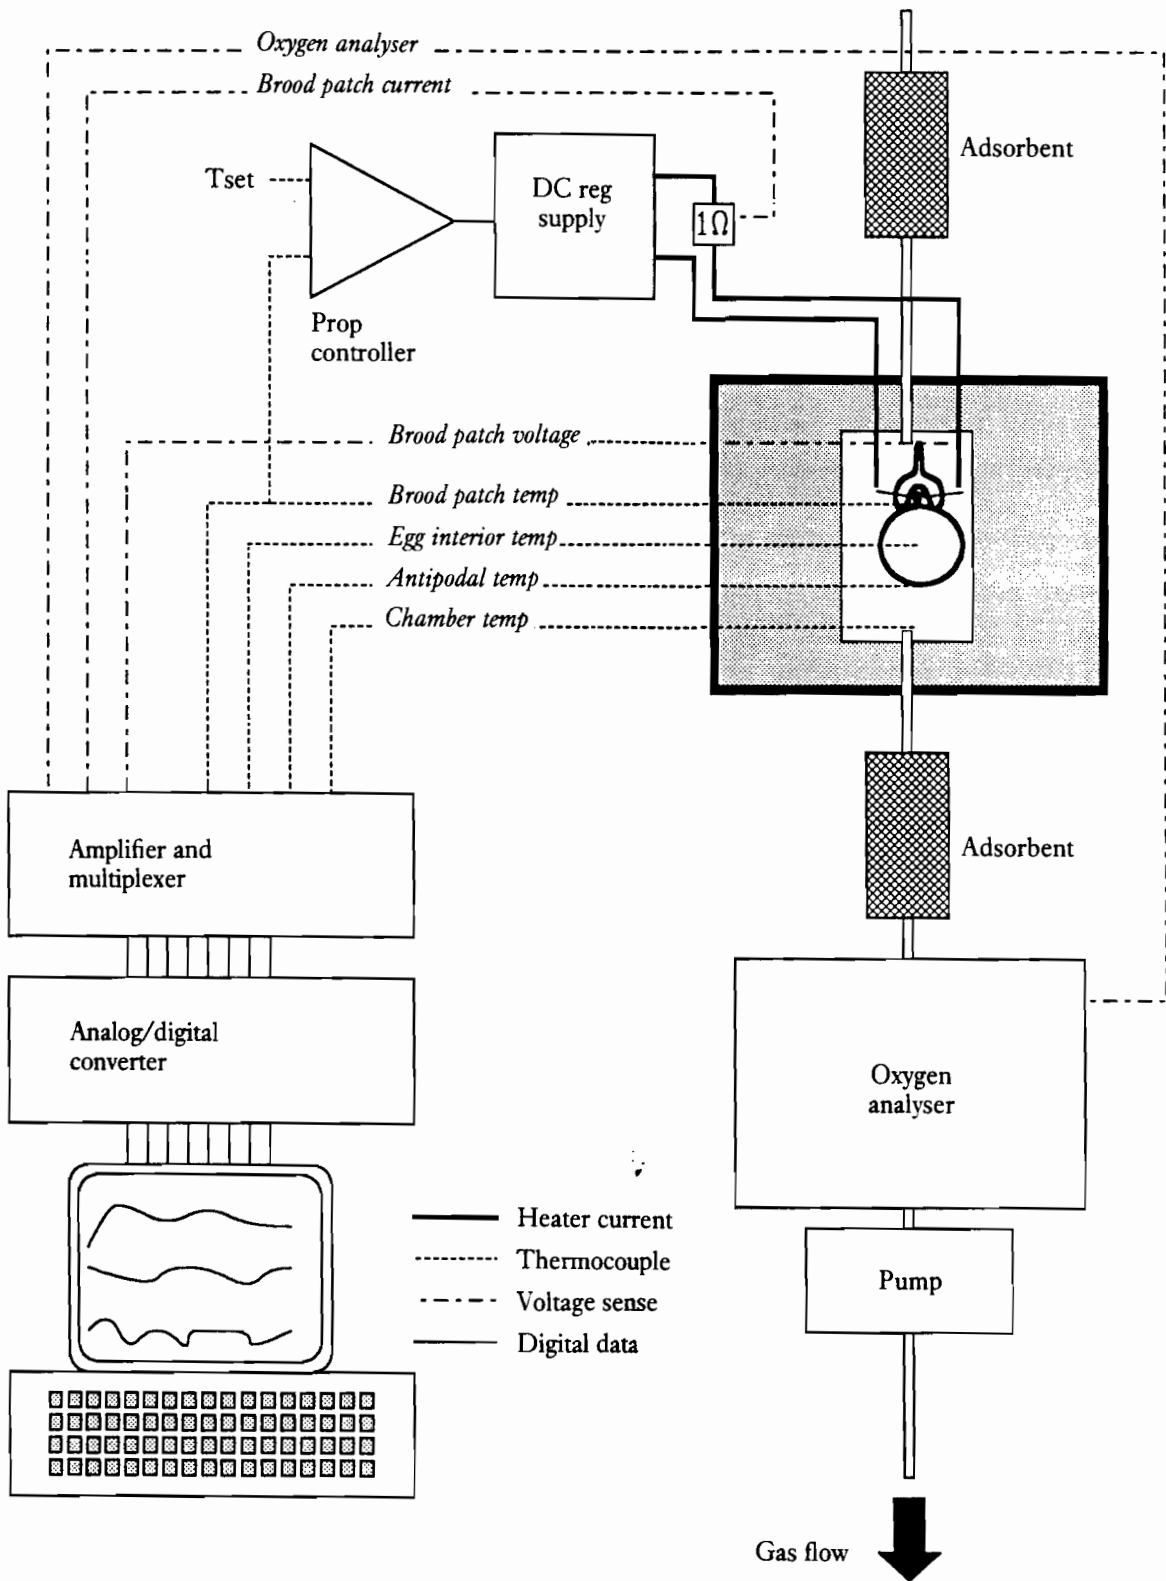 Oxygen analyser
Brood patch current
Adsorbent
Tset
DC reg
supply
1Ω
Prop
controller
Brood patch voltage
Brood patch temp
Egg interior temp
Antipodal temp
Chamber temp
Amplifier and
multiplexer
Adsorbent
Analog/digital
converter
Oxygen
analyser
Heater current
Thermocouple
Voltage sense
Digital data
Pump
Gas flow